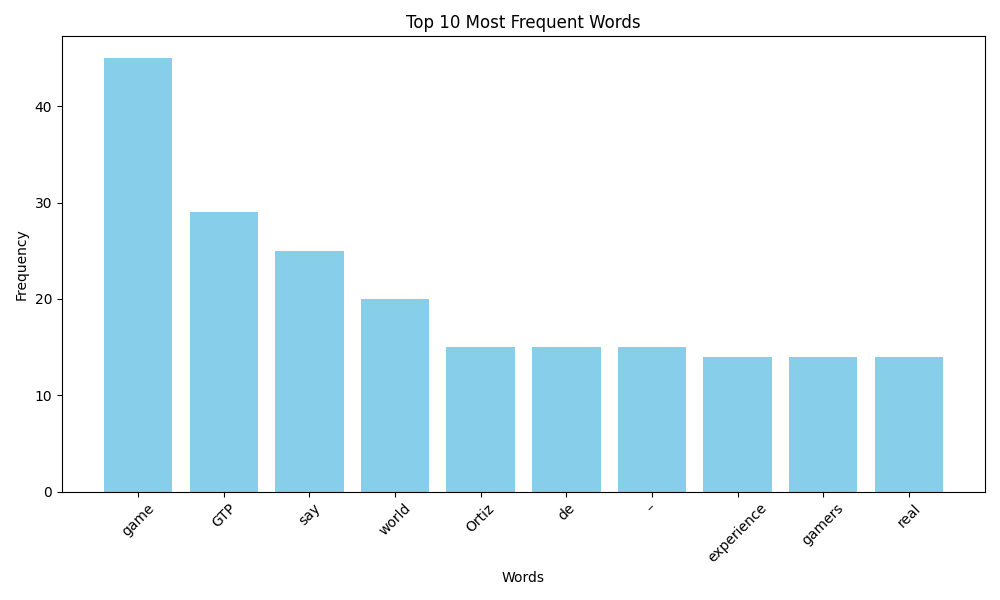 Top 10 Most Frequent Words
Frequency
40
30
20
10
0
game
GTP
say
world
Ortiz
de
–
experience
gamers
real
Words